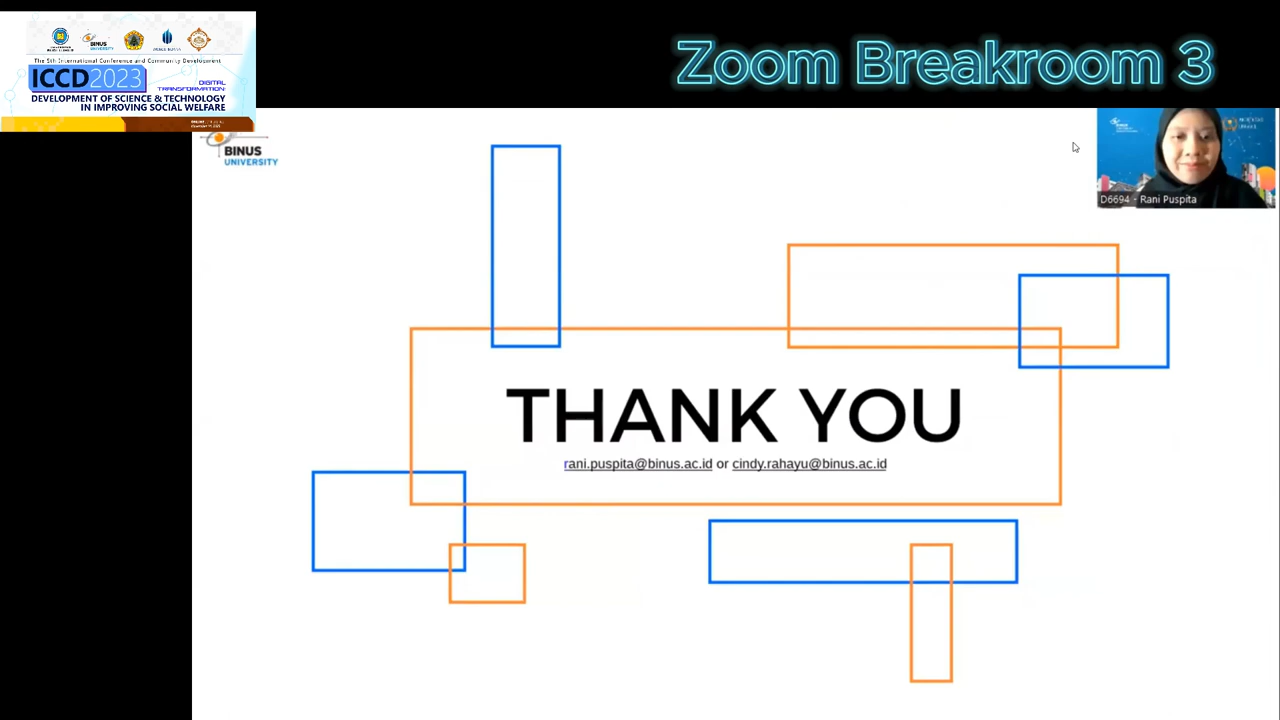 BINUS
UNIVERSITY
The 5th International Conference and Community Development
ICCD2023
DIGITAL
TRANSFORMATION:
DEVELOPMENT OF SCIENCE & TECHNOLOGY
IN IMPROVING SOCIAL WELFARE
Zoom Breakroom 3
BINUS
UNIVERSITY
D6694 - Rani Puspita
THANK YOU
rani.puspita@binus.ac.id or cindy.rahayu@binus.ac.id